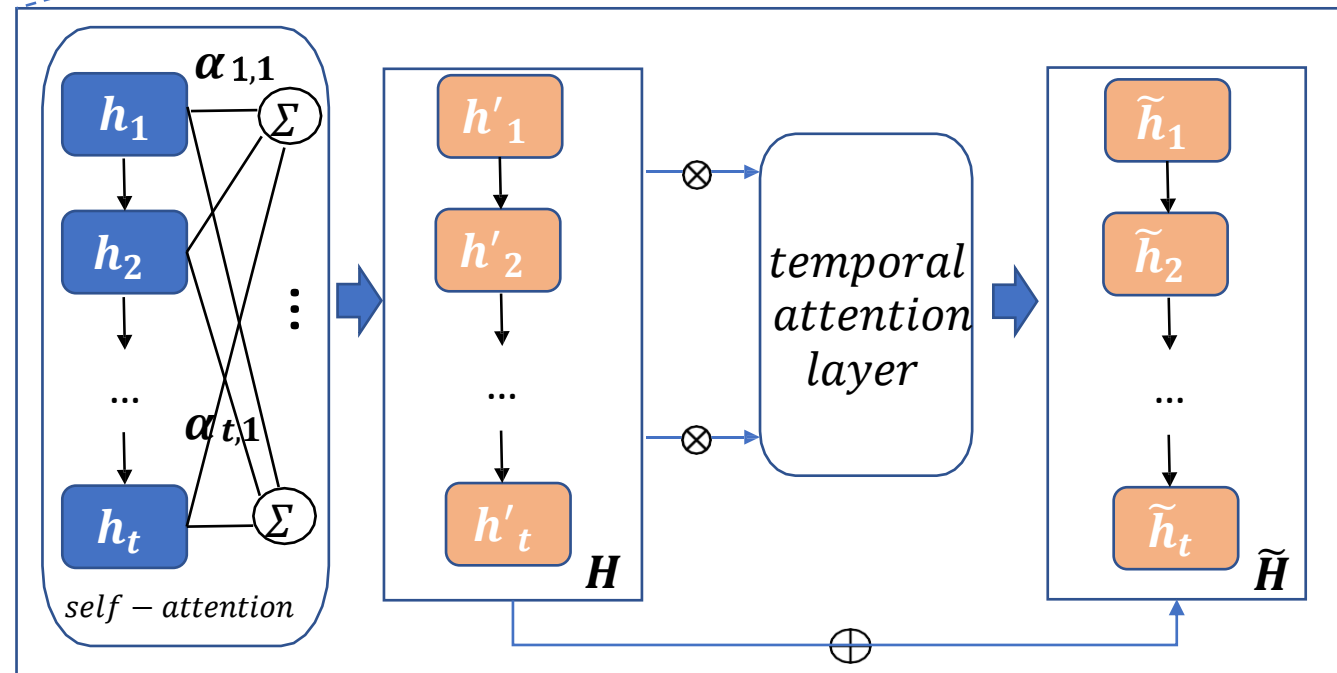 α 1,1
h₁
Σ
h₂
⋮
...
α t,1
hₜ
Σ
self − attention
h'₁
h'₂
...
h'ₜ
H
⊗
⊗
temporal
attention
layer
⊕
h̃₁
h̃₂
...
h̃ₜ
H̃